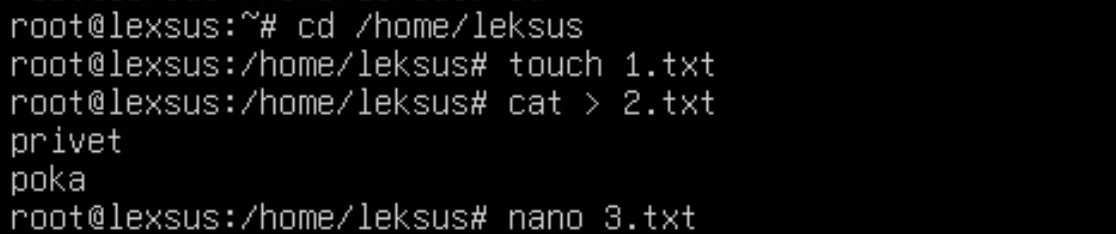 root@lexsus:~# cd /home/leksus
root@lexsus:/home/leksus# touch 1.txt
root@lexsus:/home/leksus# cat > 2.txt
privet
poka
root@lexsus:/home/leksus# nano 3.txt